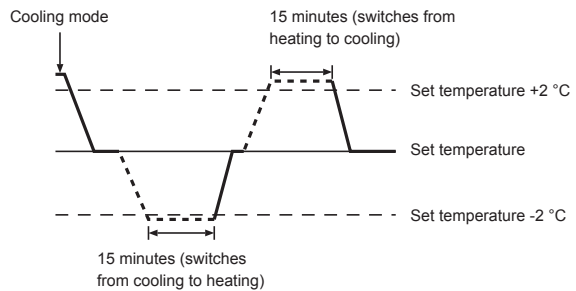 Cooling mode
15 minutes (switches from
heating to cooling)
Set temperature +2 °C
Set temperature
Set temperature -2 °C
15 minutes (switches
from cooling to heating)